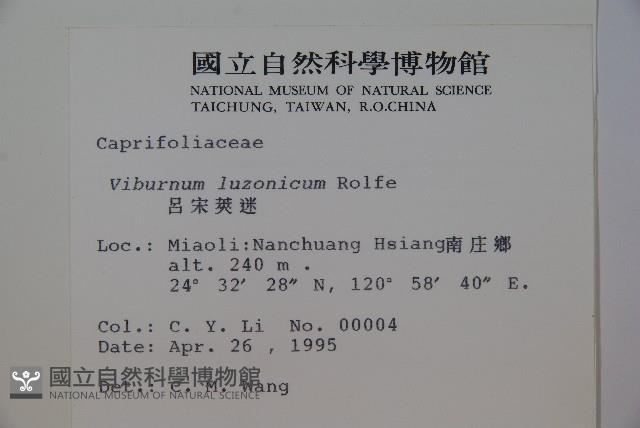 國立自然科學博物館
NATIONAL MUSEUM OF NATURAL SCIENCE
TAICHUNG, TAIWAN, R.O.CHINA
Caprifoliaceae
Viburnum luzonicum Rolfe
呂宋莢迷
Loc.: Miaoli:Nanchuang Hsiang南庄鄉
alt. 240 m .
24° 32′ 28″ N, 120° 58′ 40″ E.
Col.: C. Y. Li No. 00004
Date: Apr. 26 , 1995
Det.: C. M. Wang
國立自然科學博物館
NATIONAL MUSEUM OF NATURAL SCIENCE